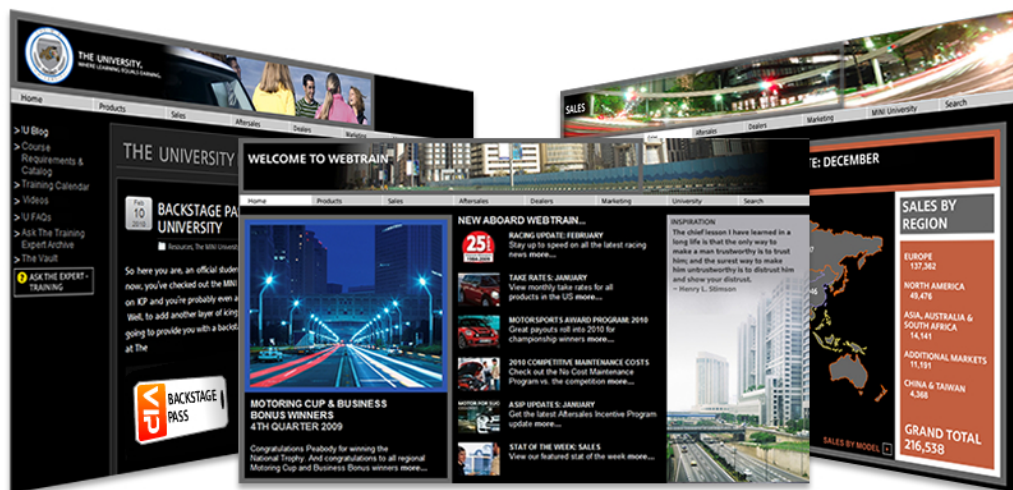 THE UNIVERSITY,
WHERE LEARNING EQUALS EARNING.
Home
Products
Sales
Aftersales
Dealers
Marketing
> !U Blog
> Course
Requirements &
Catalog
> Training Calendar
> Videos
> !U FAQs
> Ask The Training
Expert Archive
> The Vault
? ASK THE EXPERT -
TRAINING
THE UNIVERSITY
Feb
10
2010
BACKSTAGE PA
UNIVERSITY
Resources, The MINI Universit
So here you are, an official studen
now, you've checked out the MINI
on ICP and you're probably even a
Well, to add another layer of icing
going to provide you with a backst
at The
VIP
BACKSTAGE
PASS
WELCOME TO WEBTRAIN
Home
Products
Sales
Aftersales
Dealers
Marketing
University
Search
MOTORING CUP & BUSINESS
BONUS WINNERS
4TH QUARTER 2009
Congratulations Peabody for winning the
National Trophy. And congratulations to all regional
Motoring Cup and Business Bonus winners more...
NEW ABOARD WEBTRAIN...
25
RACING UPDATE: FEBRUARY
Stay up to speed on all the latest racing
news more...
TAKE RATES: JANUARY
View monthly take rates for all
products in the US more...
MOTORSPORTS AWARD PROGRAM: 2010
Great payouts roll into 2010 for
championship winners more...
2010 COMPETITIVE MAINTENANCE COSTS
Check out the No Cost Maintenance
Program vs. the competition more...
ASIP UPDATES: JANUARY
Get the latest Aftersales Incentive Program
update more...
STAT OF THE WEEK: SALES
View our featured stat of the week more...
INSPIRATION
The chief lesson I have learned in a
long life is that the only way to
make a man trustworthy is to trust
him; and the surest way to make
him untrustworthy is to distrust him
and show your distrust.
~ Henry L. Stimson
SALES
Aftersales
Dealers
Marketing
MINI University
Search
TE: DECEMBER
SALES BY
REGION
EUROPE
137,362
NORTH AMERICA
49,476
ASIA, AUSTRALIA &
SOUTH AFRICA
14,141
ADDITIONAL MARKETS
11,191
CHINA & TAIWAN
4,368
GRAND TOTAL
216,538
SALES BY MODEL